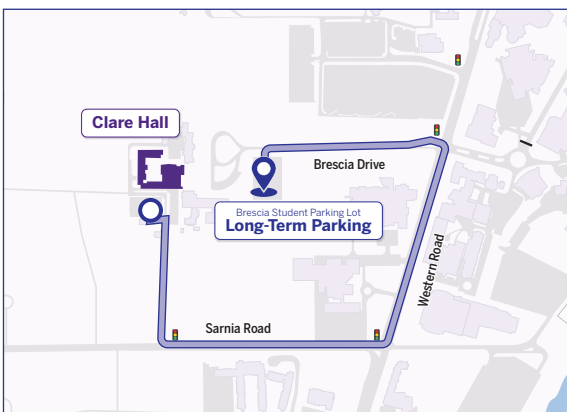 Clare Hall
Brescia Drive
Brescia Student Parking Lot
Long-Term Parking
Western Road
Sarnia Road